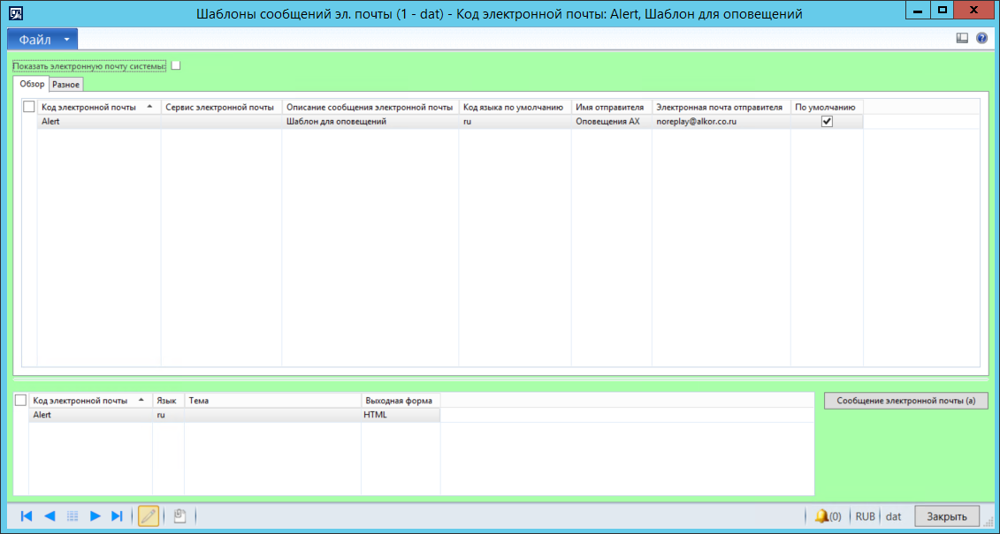 Шаблоны сообщений эл. почты (1 - dat) - Код электронной почты: Alert, Шаблон для оповещений
Файл
Показать электронную почту системы:
Обзор Разное
Код электронной почты Сервис электронной почты Описание сообщения электронной почты Код языка по умолчанию Имя отправителя Электронная почта отправителя По умолчанию
Alert Шаблон для оповещений ru Оповещения AX noreplay@alkor.co.ru
Код электронной почты Язык Тема Выходная форма
Alert ru HTML
Сообщение электронной почты (а)
(0) RUB dat Закрыть